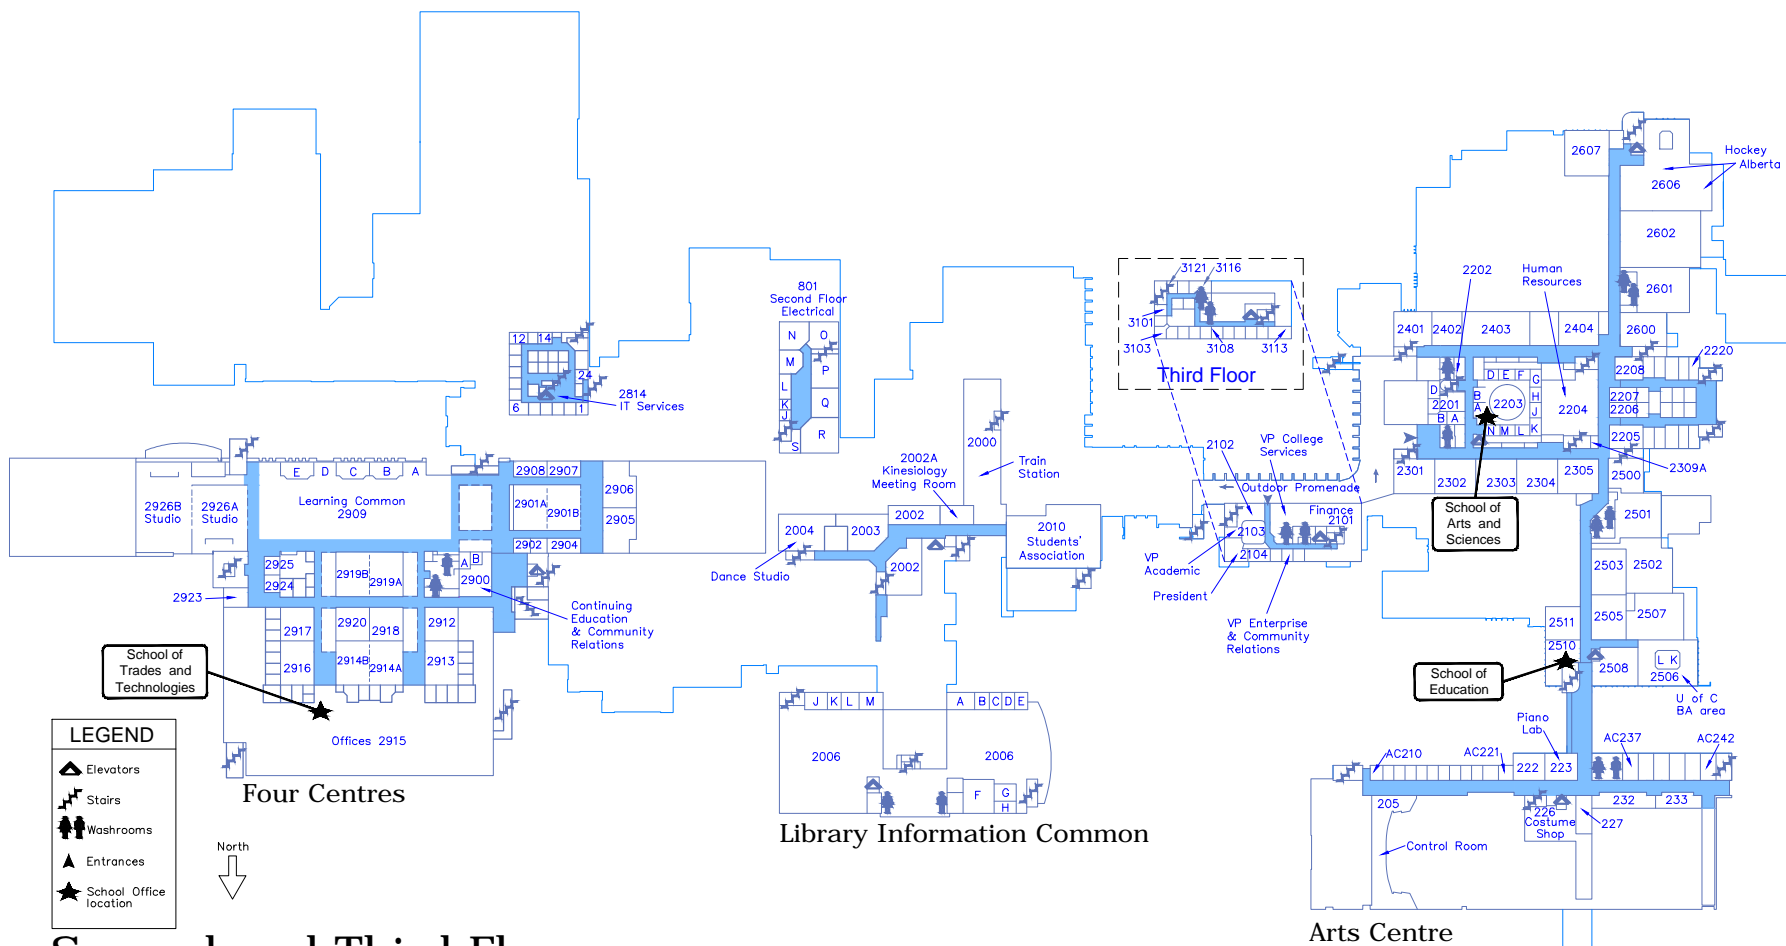 Hockey
Alberta
2607
2606
2602
2601
2600
2202
Human
Resources
2401
2402
2403
2404
2220
2208
2207
2206
2205
2204
2203
D E F
G
H
J
K
B
A
N M L
D
2201
B A
2309A
2301
2302
2303
2304
2305
2500
School of
Arts and
Sciences
2501
2503
2502
2505
2507
2511
2510
2508
L K
2506
School of
Education
U of C
BA area
Piano
Lab
AC210
AC221
222
223
AC237
AC242
205
226
Costume
Shop
227
232
233
Control Room
Arts Centre
3121
3116
3101
3103
3108
3113
Third Floor
2102
VP College
Services
Outdoor Promenade
Finance
2101
2103
2104
VP
Academic
President
VP Enterprise
& Community
Relations
801
Second Floor
Electrical
N
O
M
P
L
K
J
Q
R
S
12
14
24
6
1
2814
IT Services
2000
Train
Station
2002A
Kinesiology
Meeting Room
2002
2003
2004
2002
Dance Studio
2010
Students'
Association
J K L M
A B C D E
2006
2006
F
G
H
Library Information Common
2926B
Studio
2926A
Studio
E D C B A
Learning Common
2909
2908
2907
2906
2901A
2901B
2905
2902
2904
2925
2924
2923
2919B
2919A
A
B
2900
Continuing
Education
& Community
Relations
2917
2920
2918
2912
2916
2914B
2914A
2913
School of
Trades and
Technologies
Offices 2915
Four Centres
LEGEND
Elevators
Stairs
Washrooms
Entrances
School Office
location
North